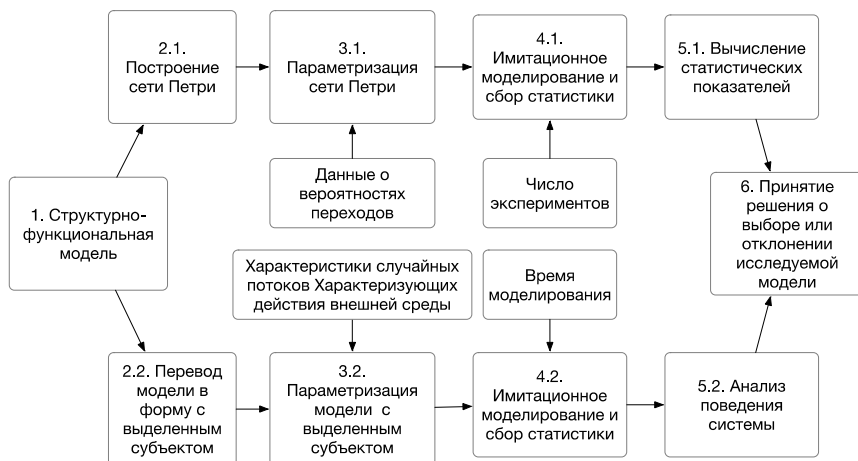 2.1.
Построение
сети Петри
3.1.
Параметризация
сети Петри
4.1.
Имитационное
моделирование и
сбор статистики
5.1. Вычисление
статистических
показателей
Данные о
вероятностях
переходов
Число
экспериментов
1. Структурно-
функциональная
модель
6. Принятие
решения о
выборе или
отклонении
исследуемой
модели
Характеристики случайных
потоков Характеризующих
действия внешней среды
Время
моделирования
2.2. Перевод
модели в
форму с
выделенным
субъектом
3.2.
Параметризация
модели с
выделенным
субъектом
4.2.
Имитационное
моделирование и
сбор статистики
5.2. Анализ
поведения
системы